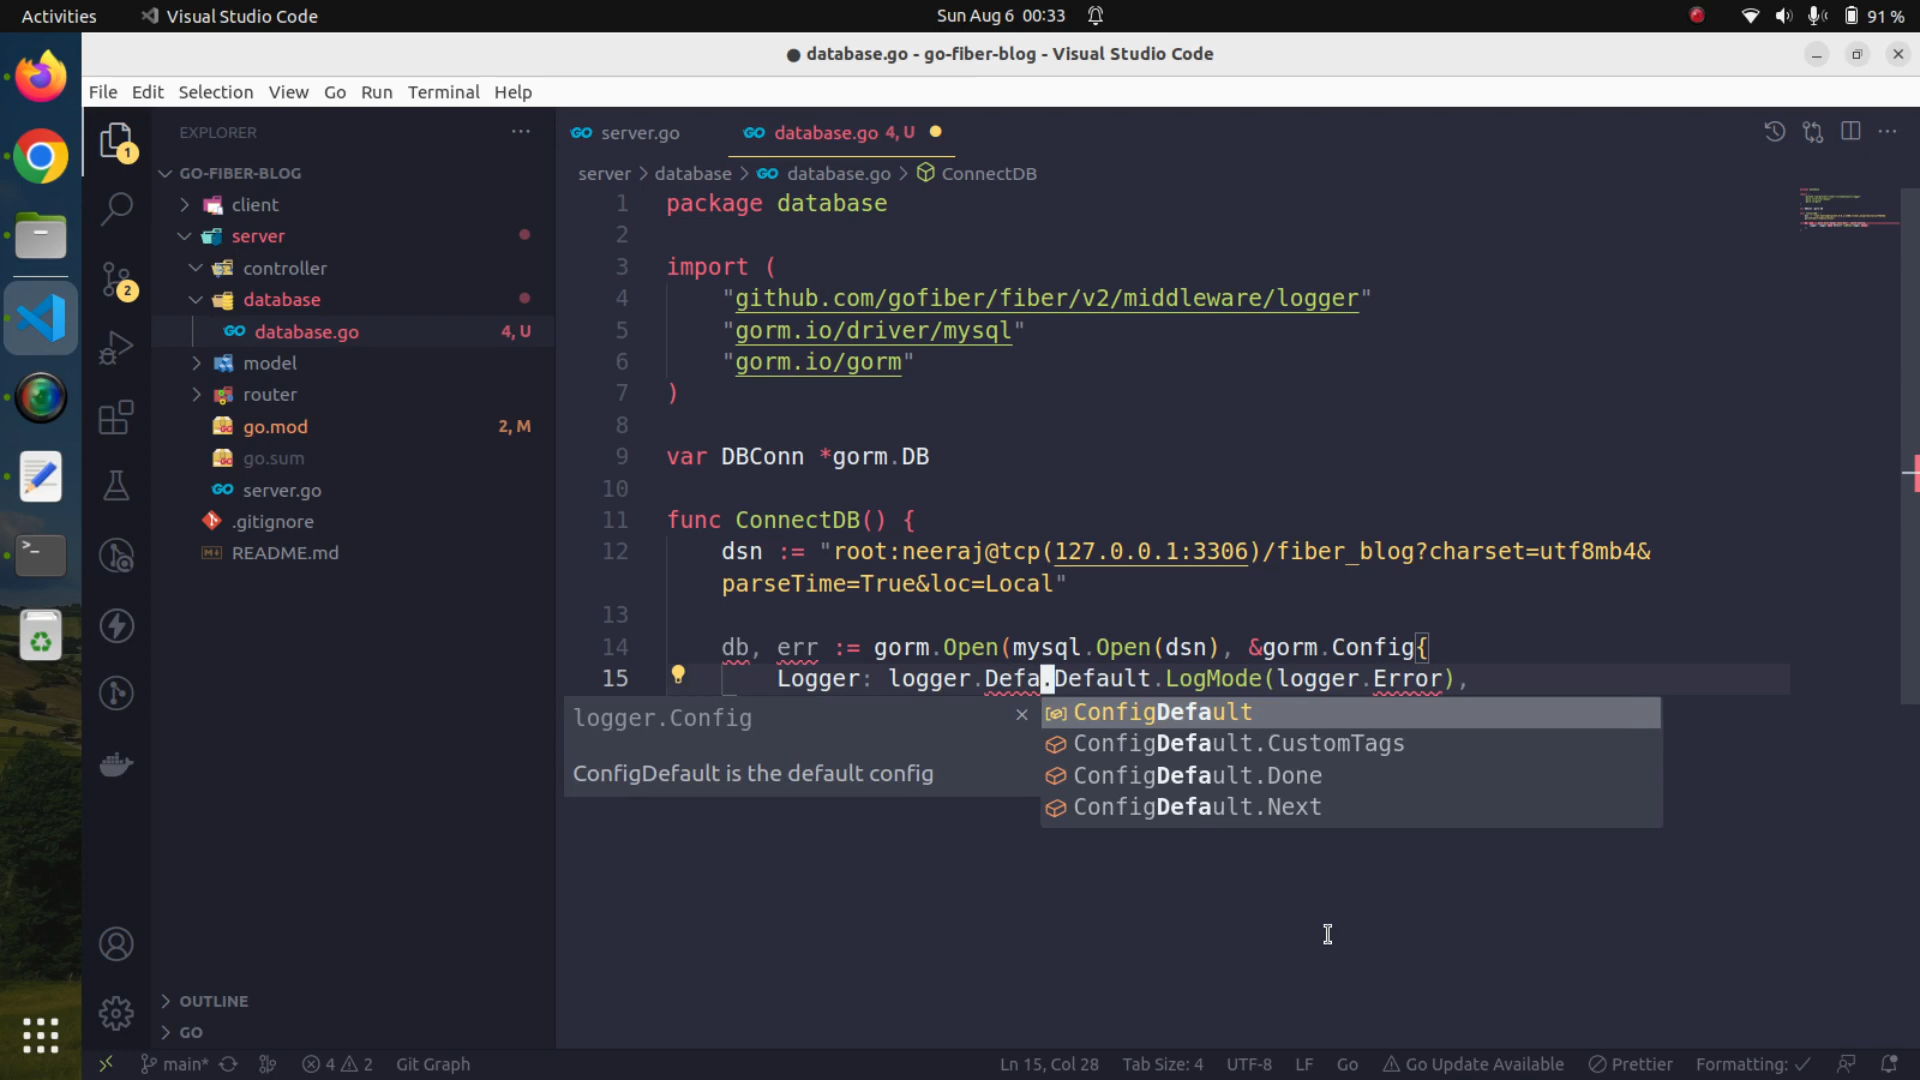 Activities
Visual Studio Code
Sun Aug 6 00:33
91 %
● database.go - go-fiber-blog - Visual Studio Code
File Edit Selection View Go Run Terminal Help
EXPLORER
GO-FIBER-BLOG
client
server
controller
database
database.go 4, U
model
router
go.mod 2, M
go.sum
server.go
.gitignore
README.md
OUTLINE
GO
1
2
server.go
database.go 4, U
server > database > database.go > ConnectDB
1 package database
2
3 import (
4 "github.com/gofiber/fiber/v2/middleware/logger"
5 "gorm.io/driver/mysql"
6 "gorm.io/gorm"
7 )
8
9 var DBConn *gorm.DB
10
11 func ConnectDB() {
12 dsn := "root:neeraj@tcp(127.0.0.1:3306)/fiber_blog?charset=utf8mb4&
parseTime=True&loc=Local"
13
14 db, err := gorm.Open(mysql.Open(dsn), &gorm.Config{
15 Logger: logger.Defa.Default.LogMode(logger.Error),
logger.Config
ConfigDefault is the default config
ConfigDefault
ConfigDefault.CustomTags
ConfigDefault.Done
ConfigDefault.Next
main* 4 2 Git Graph
Ln 15, Col 28 Tab Size: 4 UTF-8 LF Go Go Update Available Prettier Formatting: